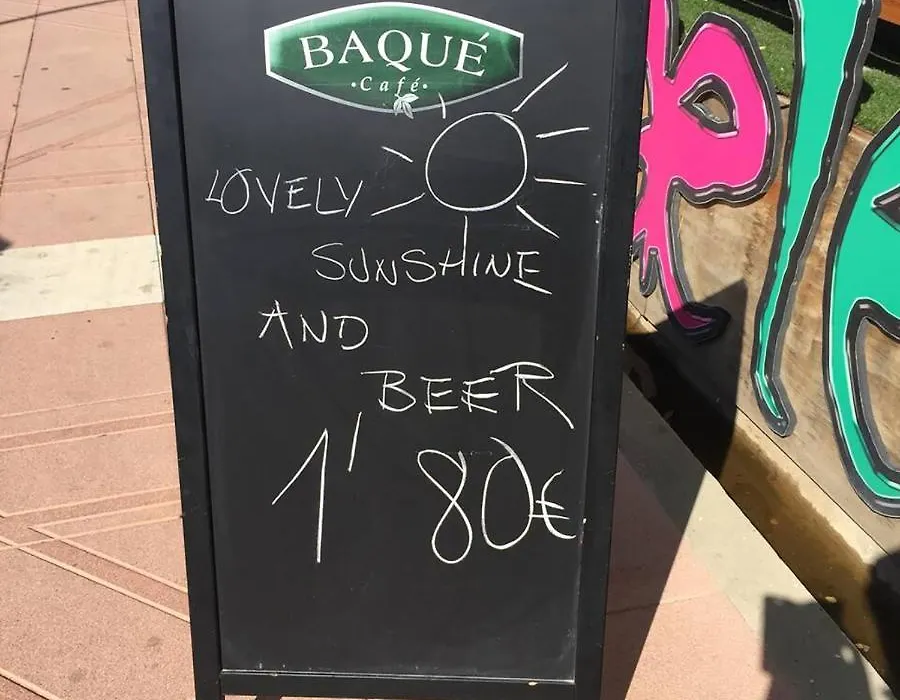 BAQUÉ
·Café·
LOVELY
SUNSHINE
AND
BEER
1' 80€